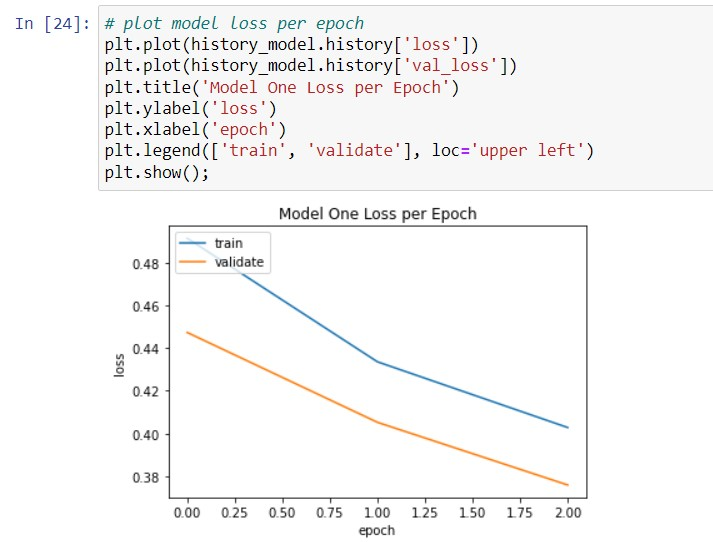 In [24]: # plot model loss per epoch
plt.plot(history_model.history['loss'])
plt.plot(history_model.history['val_loss'])
plt.title('Model One Loss per Epoch')
plt.ylabel('loss')
plt.xlabel('epoch')
plt.legend(['train', 'validate'], loc='upper left')
plt.show();
Model One Loss per Epoch
train
validate
0.48
0.46
0.44
0.42
0.40
0.38
loss
0.00 0.25 0.50 0.75 1.00 1.25 1.50 1.75 2.00
epoch